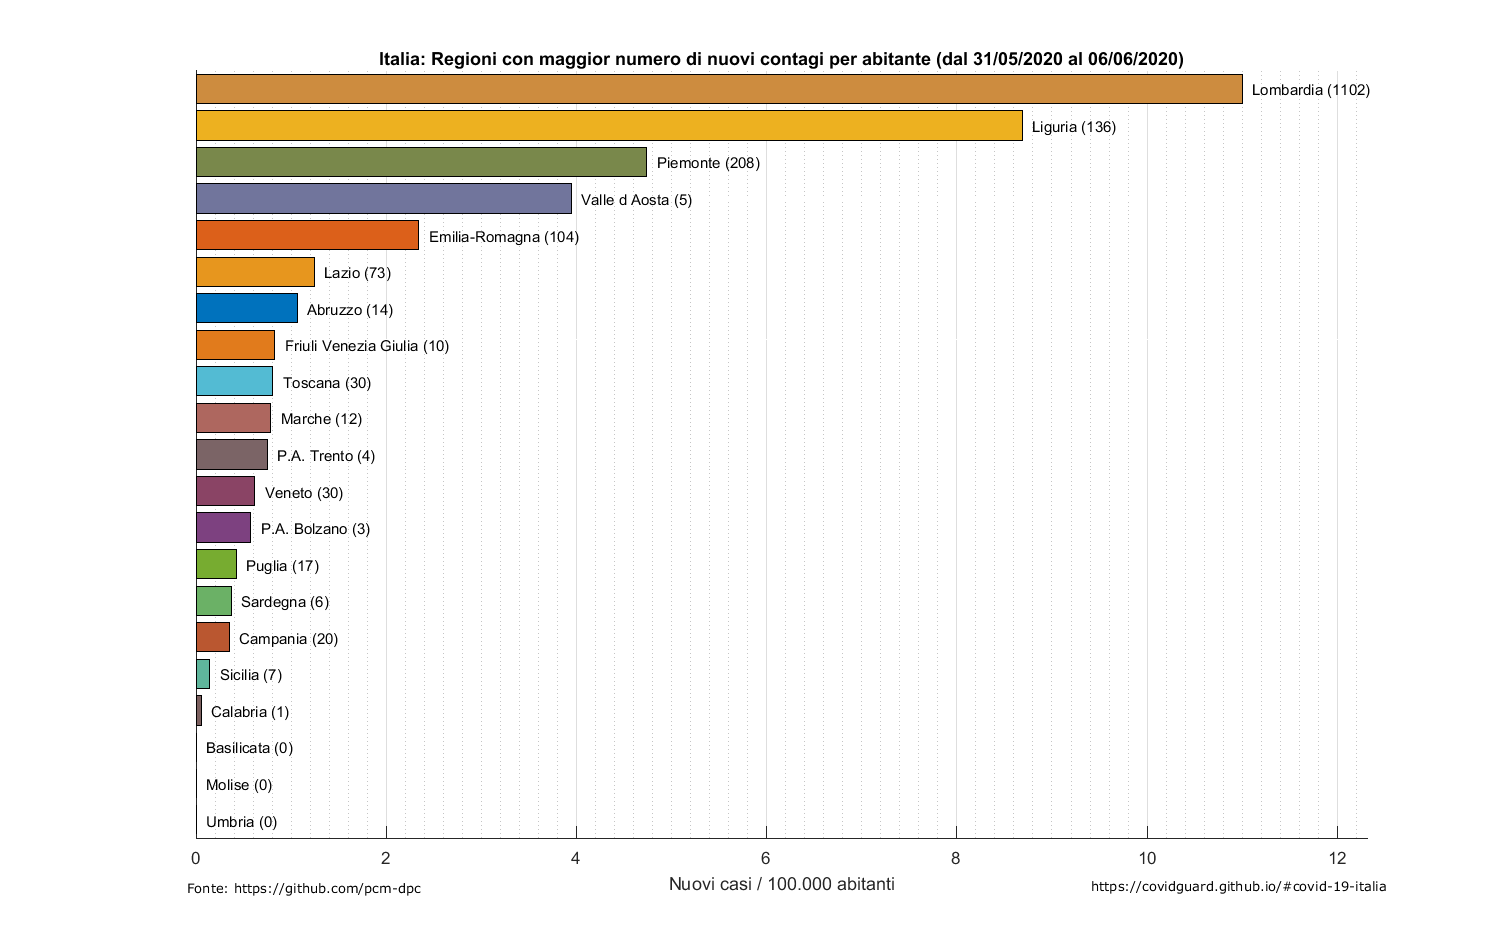 Italia: Regioni con maggior numero di nuovi contagi per abitante (dal 31/05/2020 al 06/06/2020)
Lombardia (1102)
Liguria (136)
Piemonte (208)
Valle d Aosta (5)
Emilia-Romagna (104)
Lazio (73)
Abruzzo (14)
Friuli Venezia Giulia (10)
Toscana (30)
Marche (12)
P.A. Trento (4)
Veneto (30)
P.A. Bolzano (3)
Puglia (17)
Sardegna (6)
Campania (20)
Sicilia (7)
Calabria (1)
Basilicata (0)
Molise (0)
Umbria (0)
0 2 4 6 8 10 12
Nuovi casi / 100.000 abitanti
Fonte: https://github.com/pcm-dpc
https://covidguard.github.io/#covid-19-italia